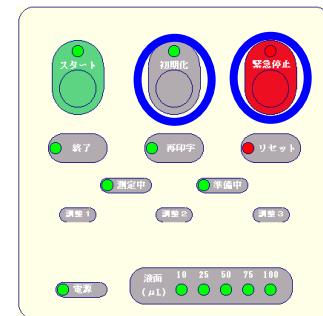 スタート 初期化 緊急停止
終了 再印字 リセット
測定中 準備中
調整1 調整2 調整3
電源 液面 10 25 50 75 100
(μL)